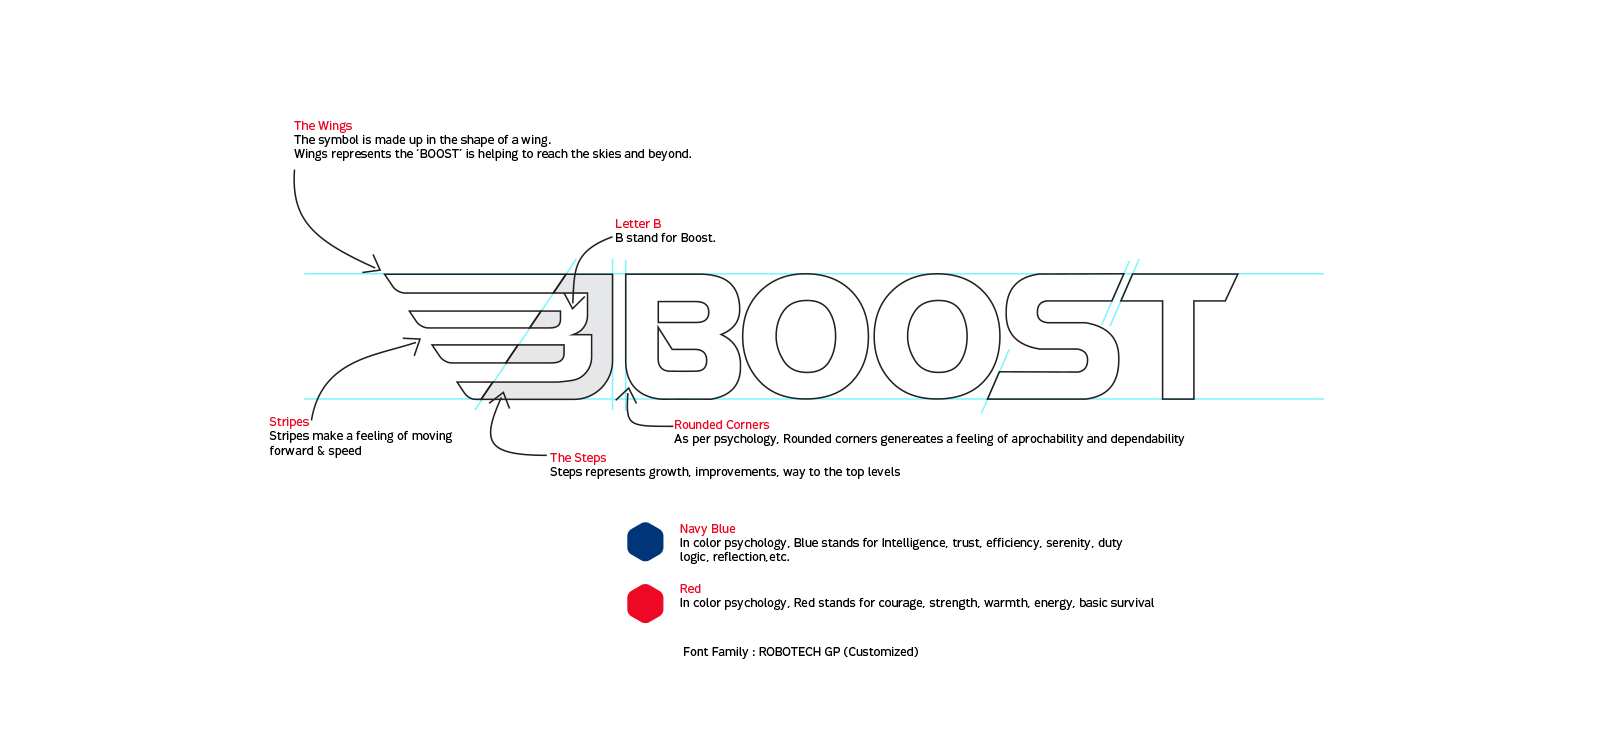 The Wings
The symbol is made up in the shape of a wing.
Wings represents the ‘BOOST’ is helping to reach the skies and beyond.
Letter B
B stand for Boost.
BOOST
Stripes
Stripes make a feeling of moving
forward & speed
Rounded Corners
As per psychology, Rounded corners genereates a feeling of aprochability and dependability
The Steps
Steps represents growth, improvements, way to the top levels
Navy Blue
In color psychology, Blue stands for Intelligence, trust, efficiency, serenity, duty
logic, reflection,etc.
Red
In color psychology, Red stands for courage, strength, warmth, energy, basic survival
Font Family : ROBOTECH GP (Customized)